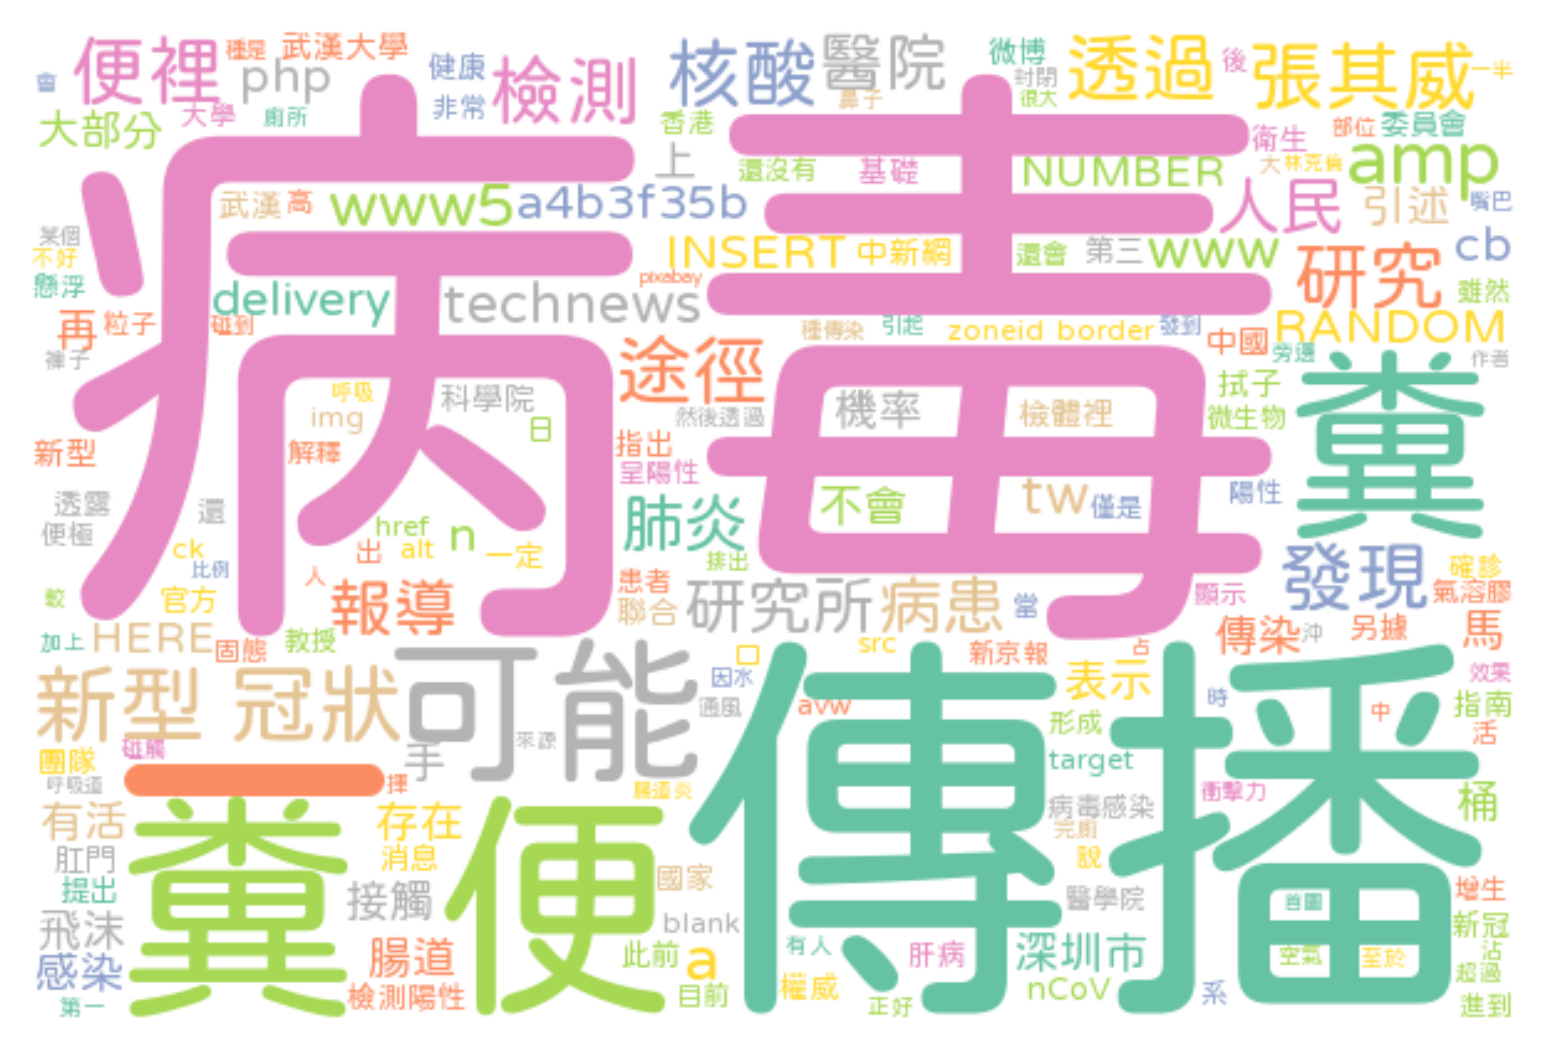 便裡
種是
武漢大學
php
健康
非常
檢測
核酸
醫院
鼻子
微博
封閉
很大
透過
後
張其威
一半
會
大部分
大學
廁所
病毒
香港
上
還沒有
基礎
NUMBER
衛生
部位
委員會
大
林克倫
amp
武漢
高
www5
a4b3f35b
人民
引述
嘴巴
某個
不好
懸浮
INSERT
中新網
還會
第三
www
研究
cb
雖然
delivery
technews
pixabay
再
粒子
碰到
種傳染
引起
zoneid border
發到
中國
RANDOM
旁邊
作者
褲子
途徑
呼吸
img
科學院
日
然後透過
機率
檢體裡
拭子
微生物
糞
新型
解釋
指出
呈陽性
透露
便極
還
href
n
肺炎
不會
tw
僅是
陽性
ck
比例
出
alt
一定
排出
發現
確診
氣溶膠
較
官方
人
報導
患者
聯合
研究所
病患
當
顯示
加上
HERE
固態
教授
src
新京報
占
傳染
沖
另據
馬
新型 冠狀
可能
口
因水
通風
傳播
表示
時
效果
指南
團隊
碰觸
手
來源
avw
形成
中
活
呼吸道
一
揮
腸道炎
target
衝擊力
有活
糞便
存在
病毒感染
完廁
桶
肛門
消息
說
提出
接觸
國家
醫學院
首圖
增生
飛沫
blank
新冠
感染
腸道
此前
a
有人
肝病
深圳市
空氣
至於
沾
超過
第一
檢測陽性
目前
權威
正好
nCoV
系
進到